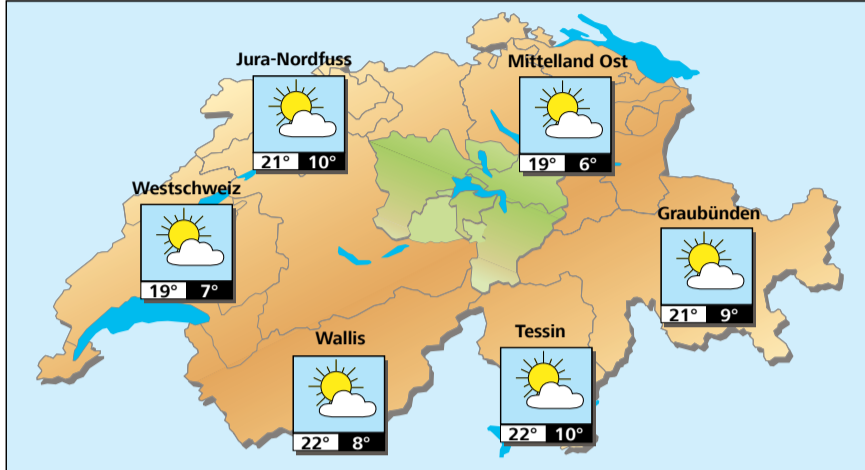 Jura-Nordfuss
21° 10°
Mittelland Ost
19° 6°
Westschweiz
19° 7°
Graubünden
21° 9°
Wallis
22° 8°
Tessin
22° 10°